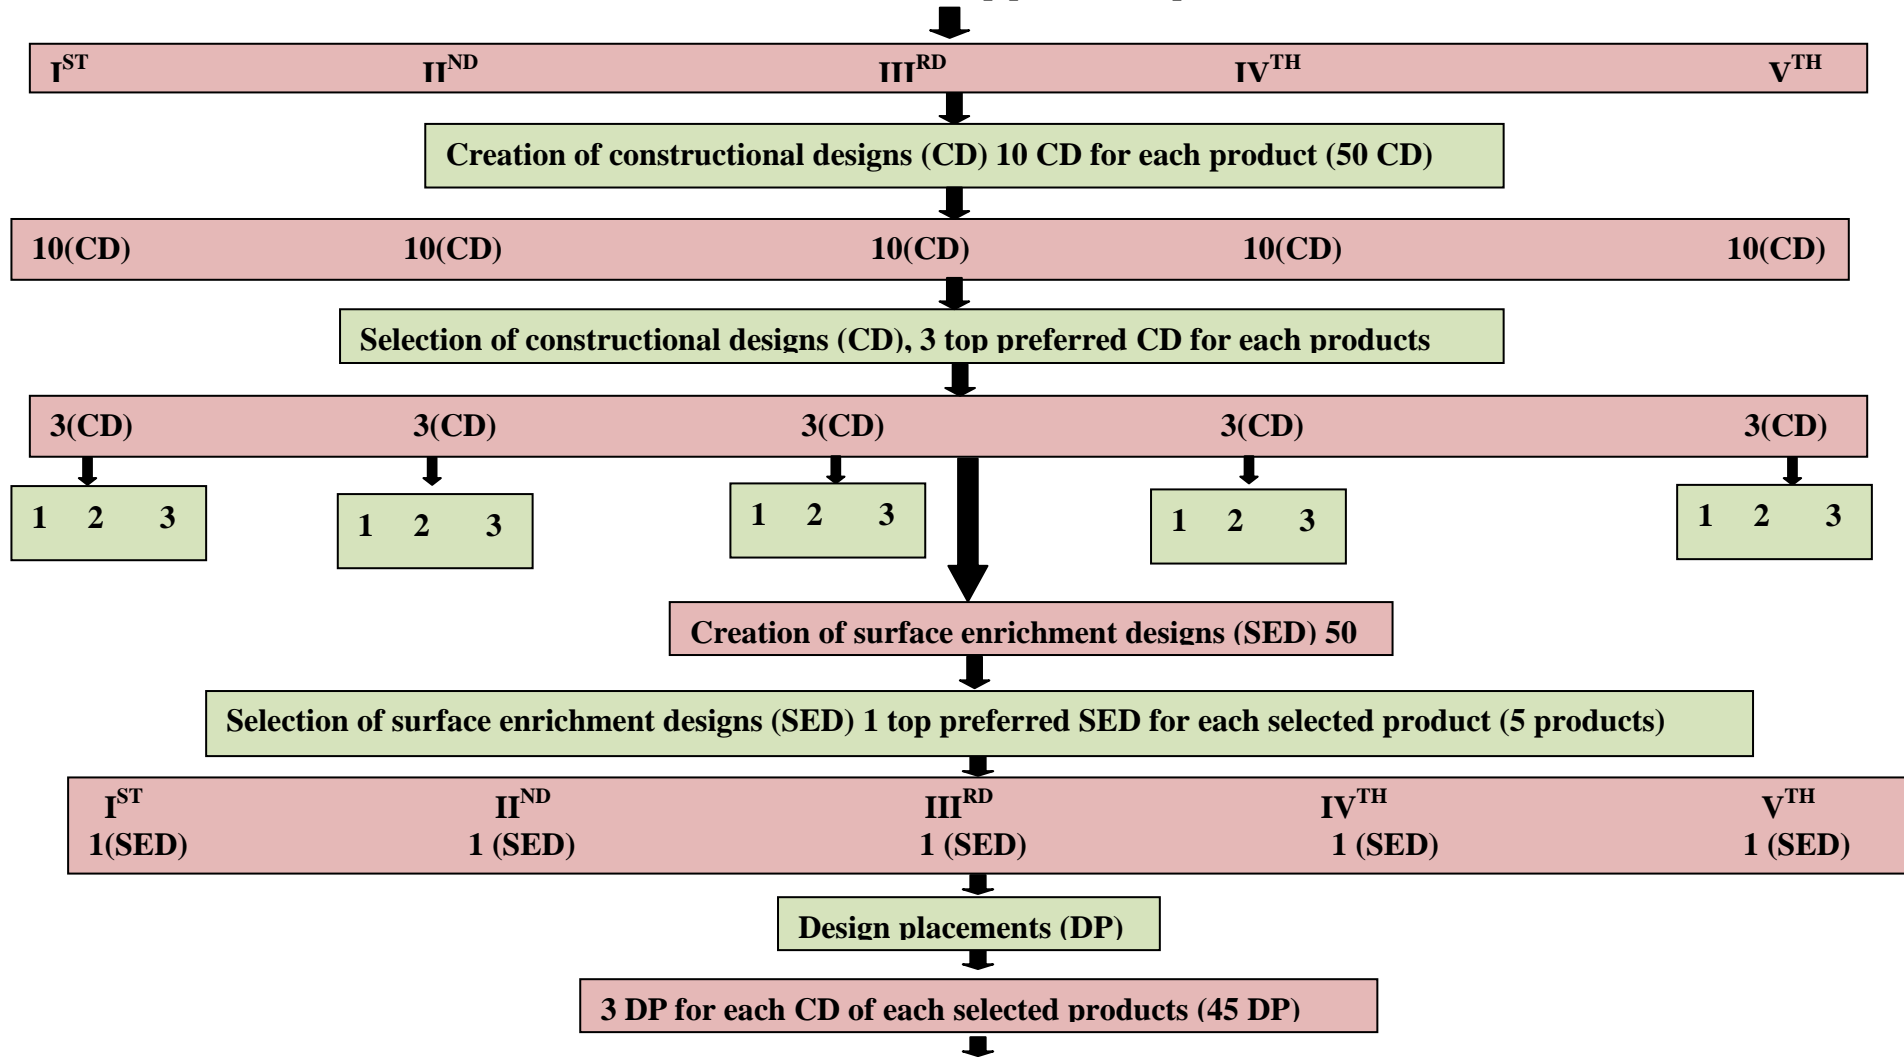 I^ST II^ND III^RD IV^TH V^TH
Creation of constructional designs (CD) 10 CD for each product (50 CD)
10(CD) 10(CD) 10(CD) 10(CD) 10(CD)
Selection of constructional designs (CD), 3 top preferred CD for each products
3(CD) 3(CD) 3(CD) 3(CD) 3(CD)
1 2 3 1 2 3 1 2 3 1 2 3 1 2 3
Creation of surface enrichment designs (SED) 50
Selection of surface enrichment designs (SED) 1 top preferred SED for each selected product (5 products)
I^ST II^ND III^RD IV^TH V^TH
1(SED) 1 (SED) 1 (SED) 1 (SED) 1 (SED)
Design placements (DP)
3 DP for each CD of each selected products (45 DP)